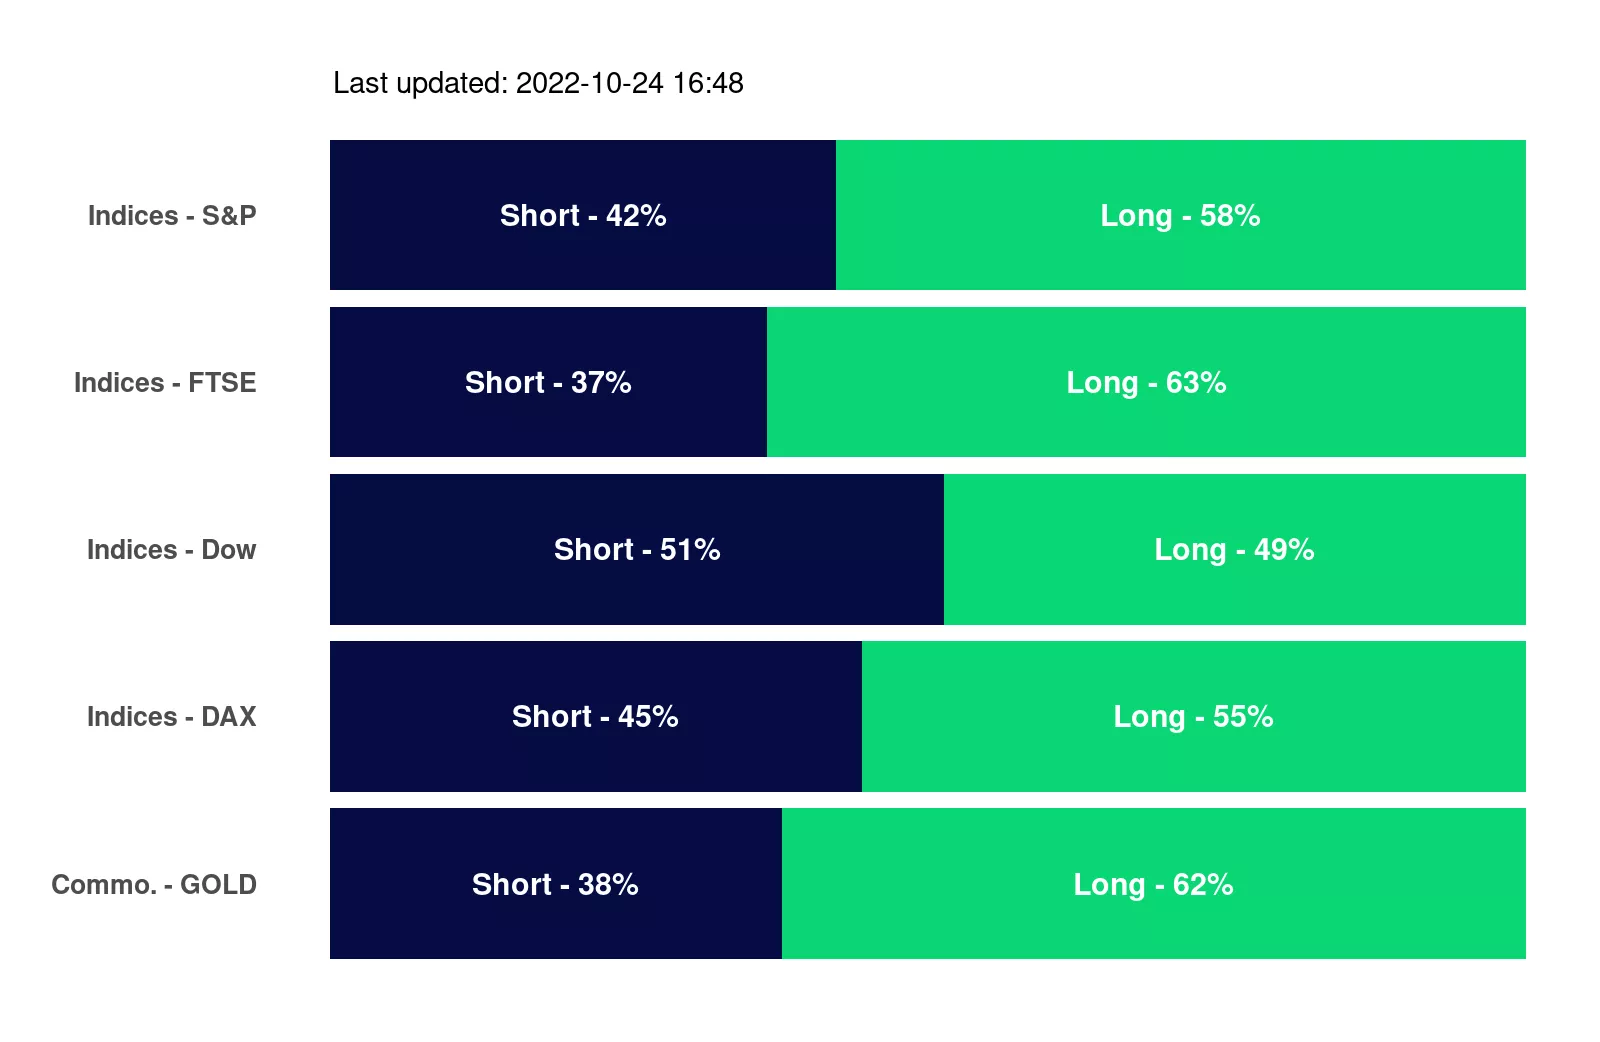 Last updated: 2022-10-24 16:48
Indices - S&P Short - 42% Long - 58%
Indices - FTSE Short - 37% Long - 63%
Indices - Dow Short - 51% Long - 49%
Indices - DAX Short - 45% Long - 55%
Commo. - GOLD Short - 38% Long - 62%